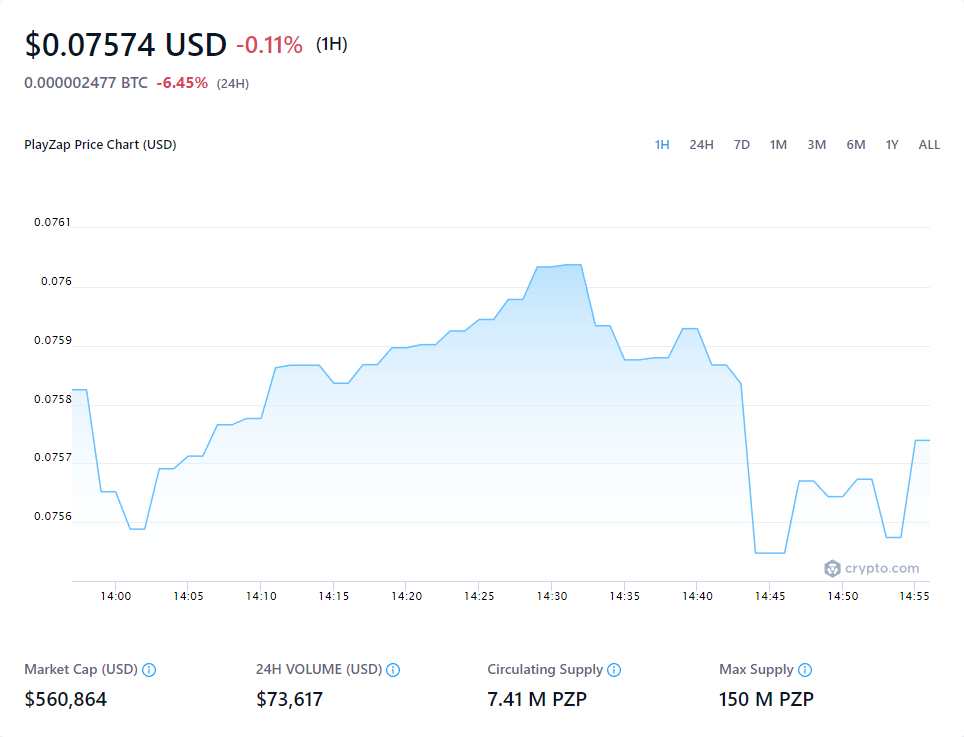 $0.07574 USD -0.11% (1H)
0.000002477 BTC -6.45% (24H)
PlayZap Price Chart (USD) 1H 24H 7D 1M 3M 6M 1Y ALL
0.0761
0.076
0.0759
0.0758
0.0757
0.0756
crypto.com
14:00 14:05 14:10 14:15 14:20 14:25 14:30 14:35 14:40 14:45 14:50 14:55
Market Cap (USD) 24H VOLUME (USD) Circulating Supply Max Supply
$560,864 $73,617 7.41 M PZP 150 M PZP